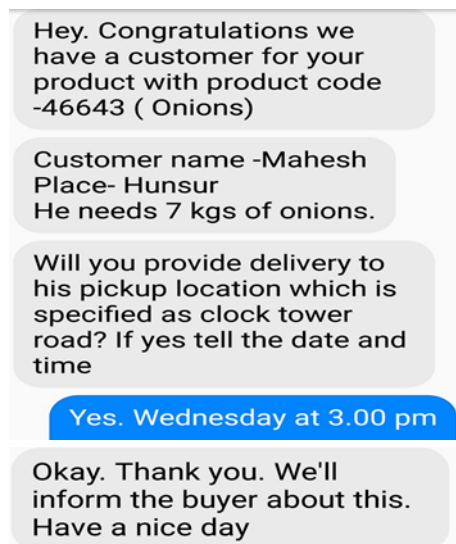 Hey. Congratulations we
have a customer for your
product with product code
-46643 ( Onions)
Customer name -Mahesh
Place- Hunsur
He needs 7 kgs of onions.
Will you provide delivery to
his pickup location which is
specified as clock tower
road? If yes tell the date and
time
Yes. Wednesday at 3.00 pm
Okay. Thank you. We'll
inform the buyer about this.
Have a nice day